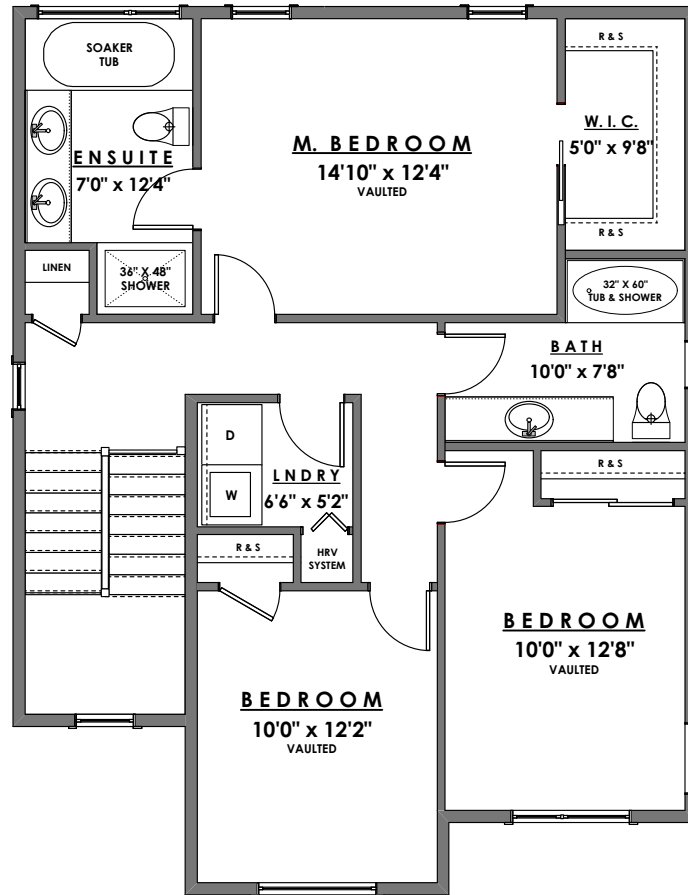 SOAKER
TUB
R & S
M. BEDROOM
14'10" x 12'4"
VAULTED
W. I. C.
5'0" x 9'8"
ENSUITE
7'0" x 12'4"
R & S
LINEN
36" X 48"
SHOWER
32" X 60"
TUB & SHOWER
BATH
10'0" x 7'8"
D
W
LNDRY
6'6" x 5'2"
R & S
R & S
HRV
SYSTEM
BEDROOM
10'0" x 12'8"
VAULTED
BEDROOM
10'0" x 12'2"
VAULTED